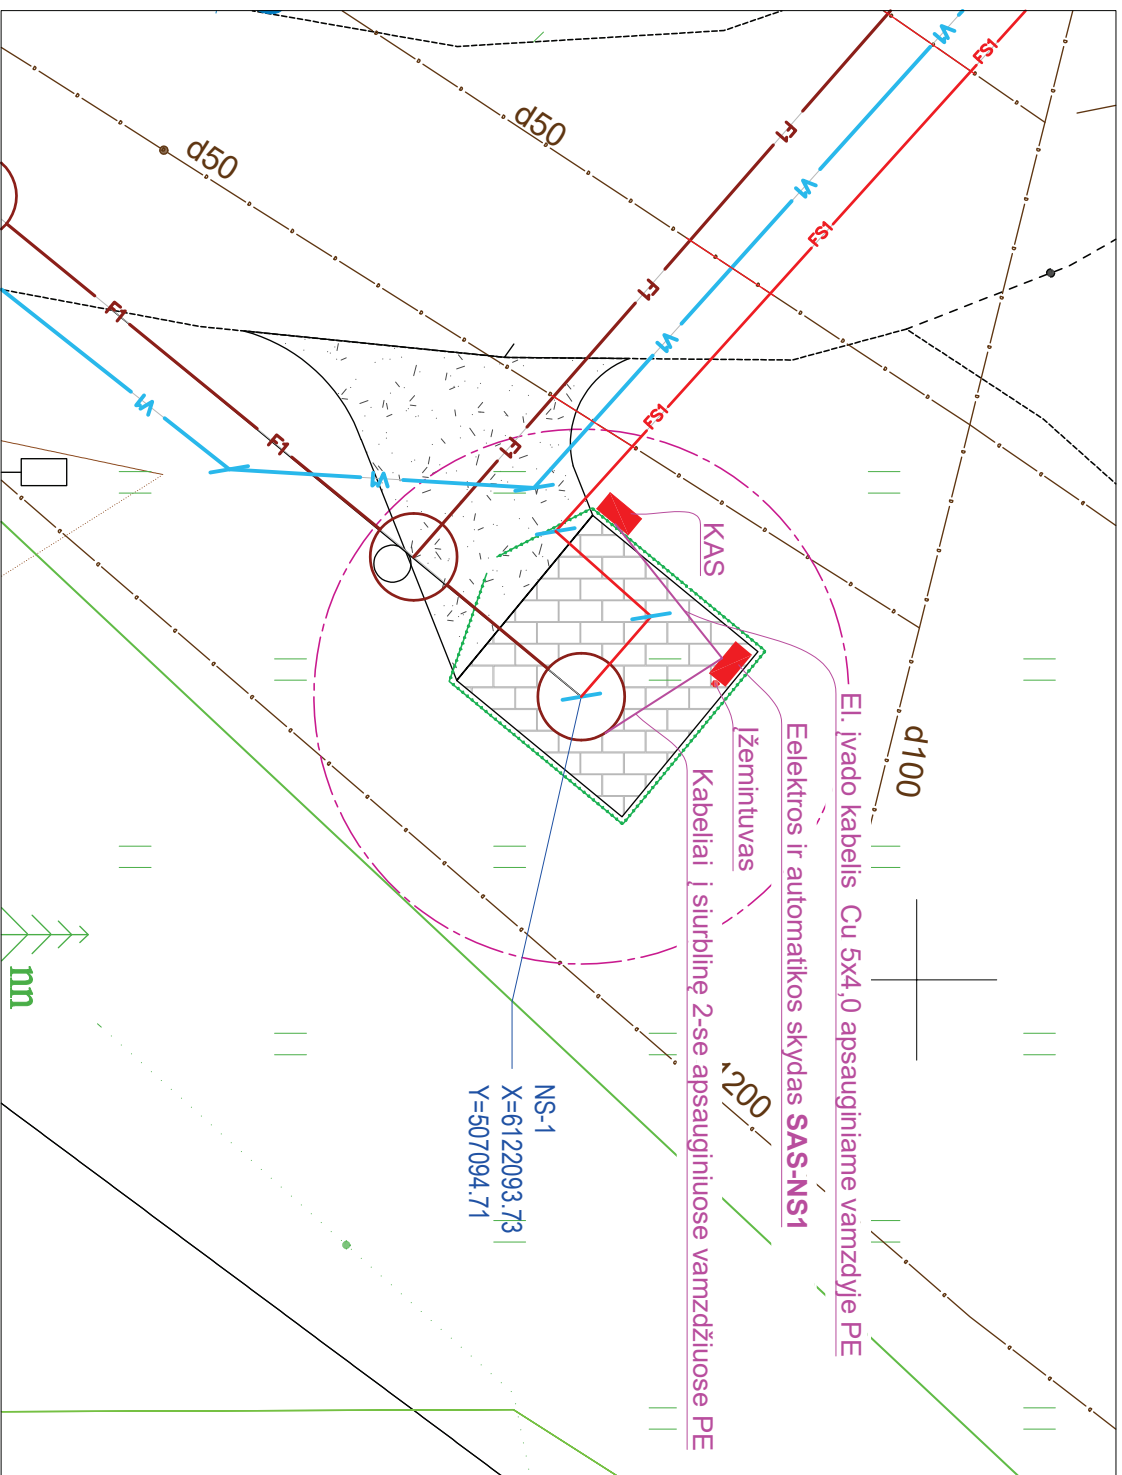 FS1
V1
F1
d50
V1
FS1
d50
F1
V1
F1
FS1
V1
F1
F1
V1
KAS
El. įvado kabelis Cu 5x4,0 apsauginiame vamzdyje PE
Eelektros ir automatikos skydas SAS-NS1
Įžemintuvas
Kabeliai į siurblinę 2-se apsauginiuose vamzdžiuose PE
d100
NS-1
X=6122093.73
Y=507094.71
nn